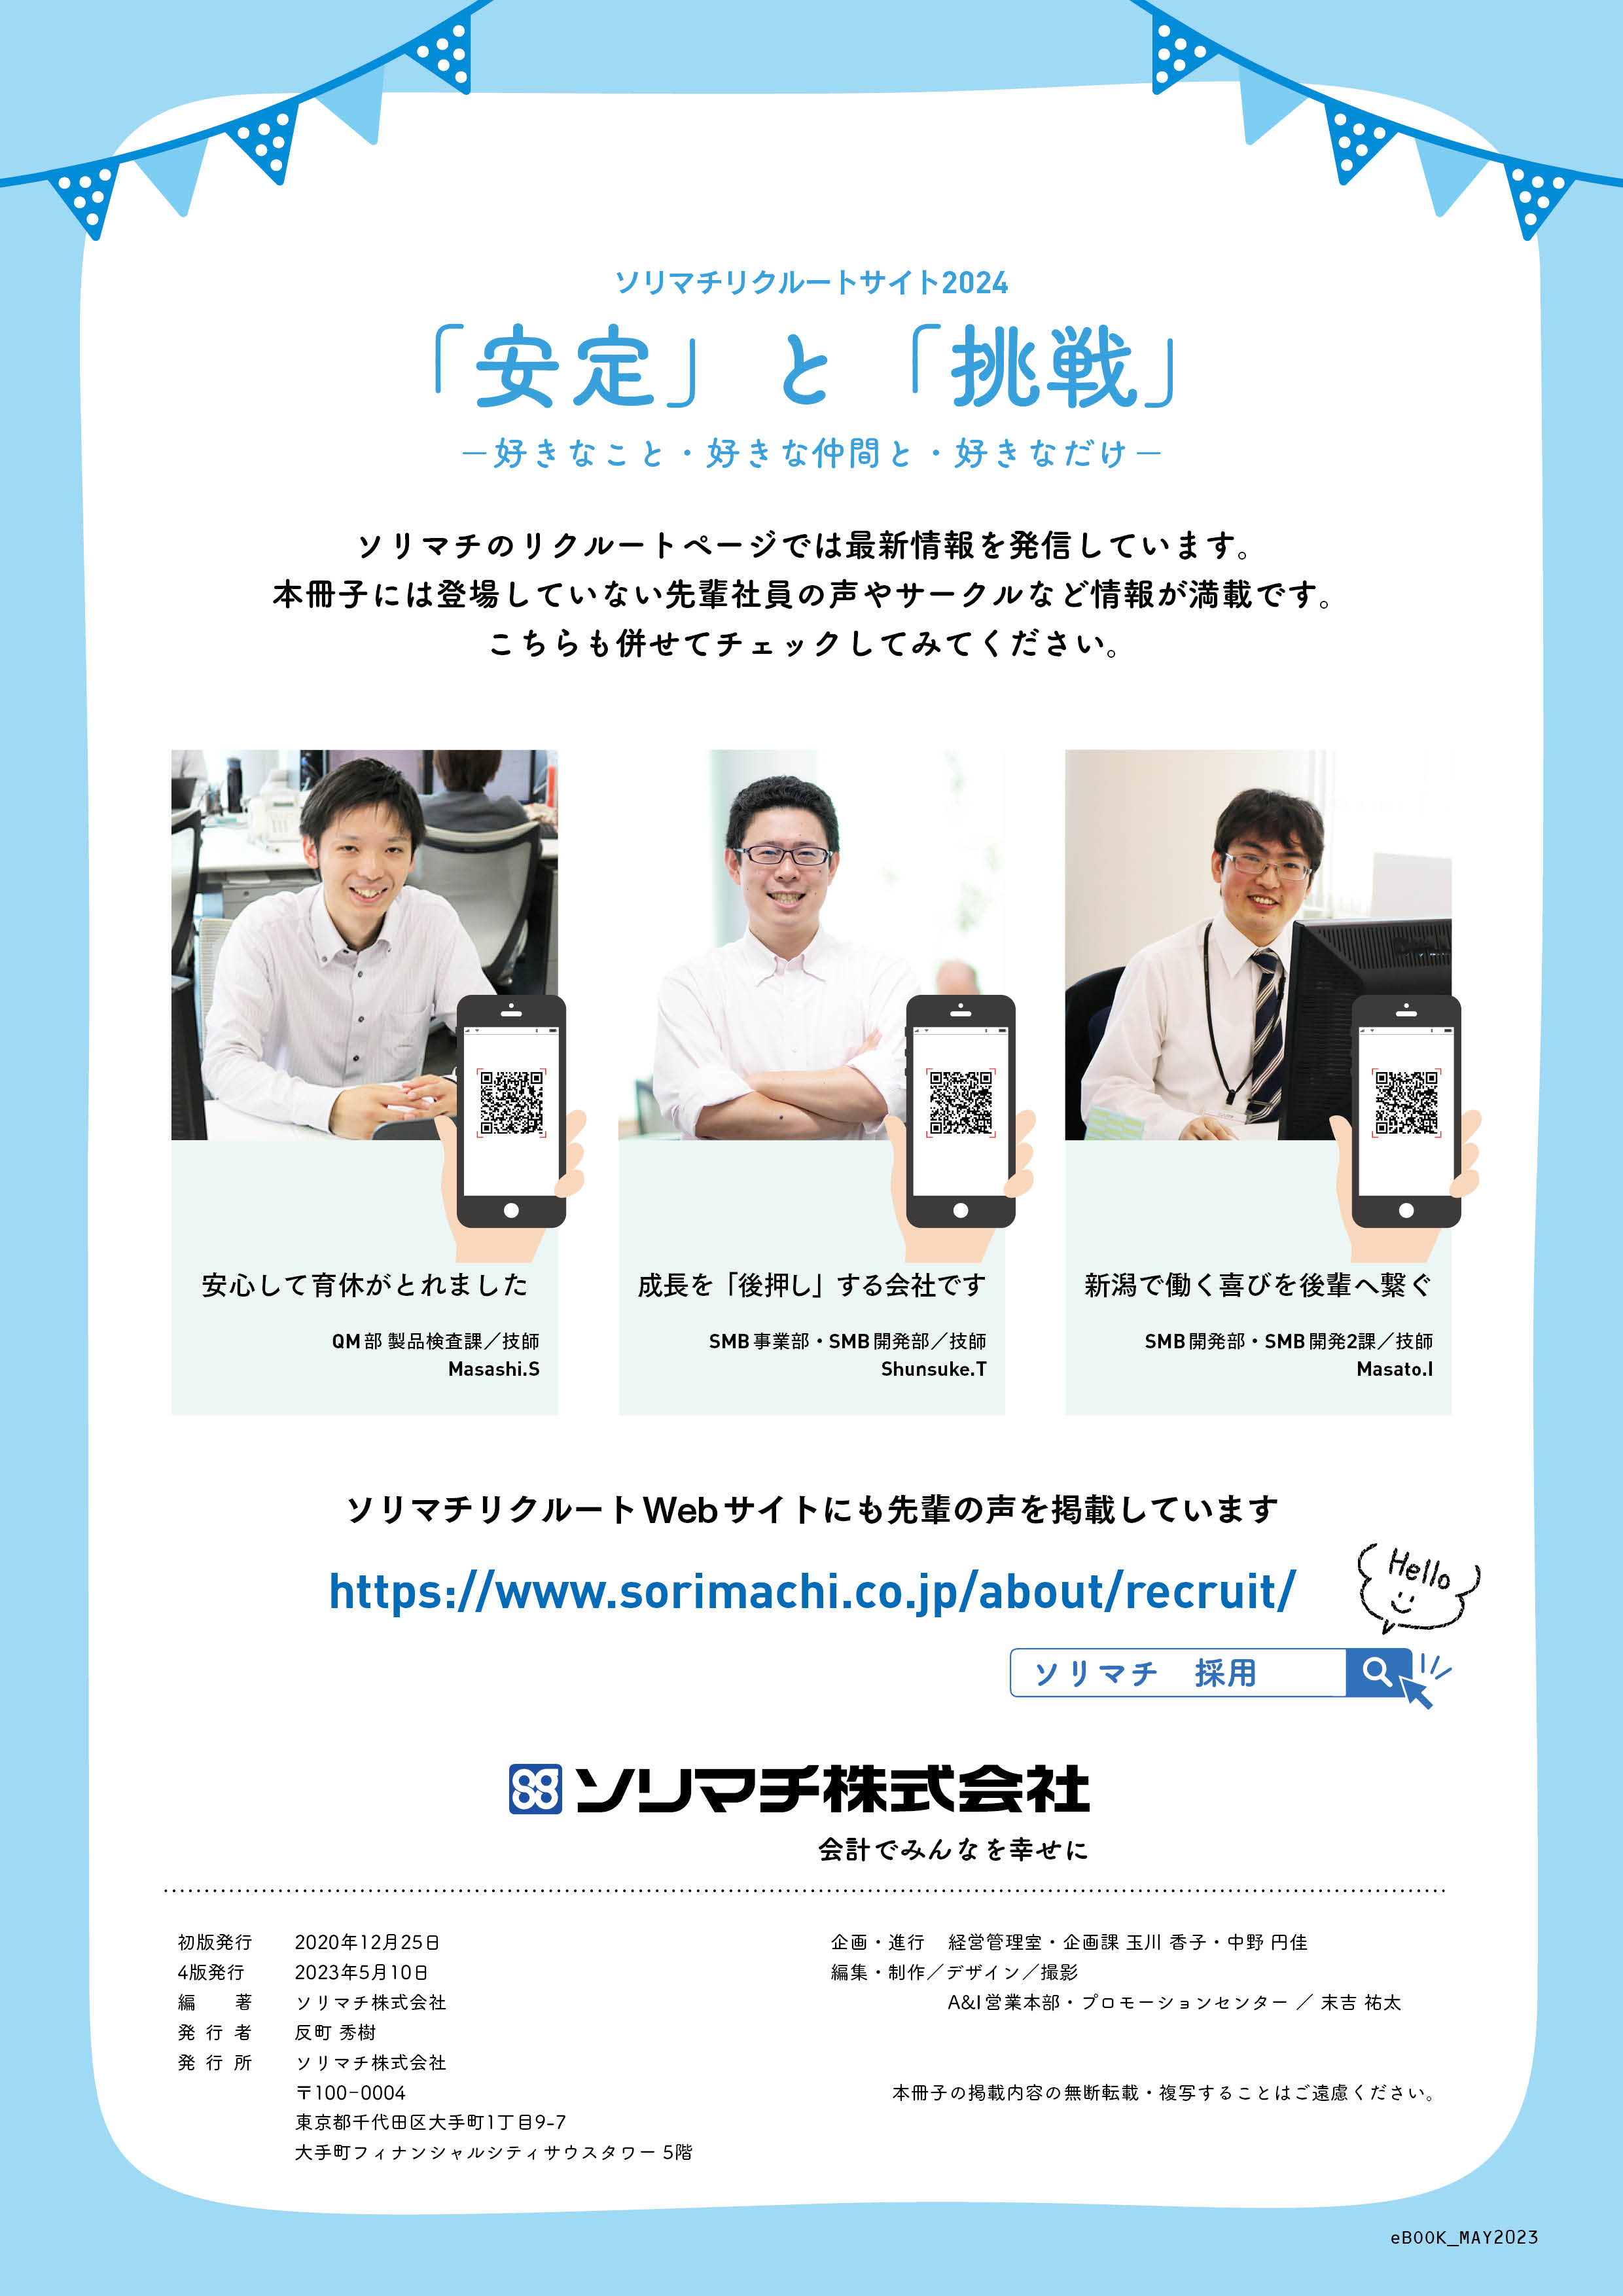 ソリマチリクルートサイト2024
「安定」と「挑戦」
－好きなこと・好きな仲間と・好きなだけ－
ソリマチのリクルートページでは最新情報を発信しています。
本冊子には登場していない先輩社員の声やサークルなど情報が満載です。
こちらも併せてチェックしてみてください。
安心して育休がとれました
QM部 製品検査課／技師
Masashi.S
成長を「後押し」する会社です
SMB事業部・SMB開発部／技師
Shunsuke.T
新潟で働く喜びを後輩へ繋ぐ
SMB開発部・SMB開発2課／技師
Masato.I
ソリマチリクルートWebサイトにも先輩の声を掲載しています
https://www.sorimachi.co.jp/about/recruit/
Hello
ソリマチ　採用
ソリマチ株式会社
会計でみんなを幸せに
初版発行　2020年12月25日
4版発行　2023年5月10日
編　著　ソリマチ株式会社
発行者　反町 秀樹
発行所　ソリマチ株式会社
〒100-0004
東京都千代田区大手町1丁目9-7
大手町フィナンシャルシティサウスタワー 5階
企画・進行　経営管理室・企画課 玉川 香子・中野 円佳
編集・制作／デザイン／撮影
A&I営業本部・プロモーションセンター ／ 末吉 祐太
本冊子の掲載内容の無断転載・複写することはご遠慮ください。
eBOOK_MAY2023